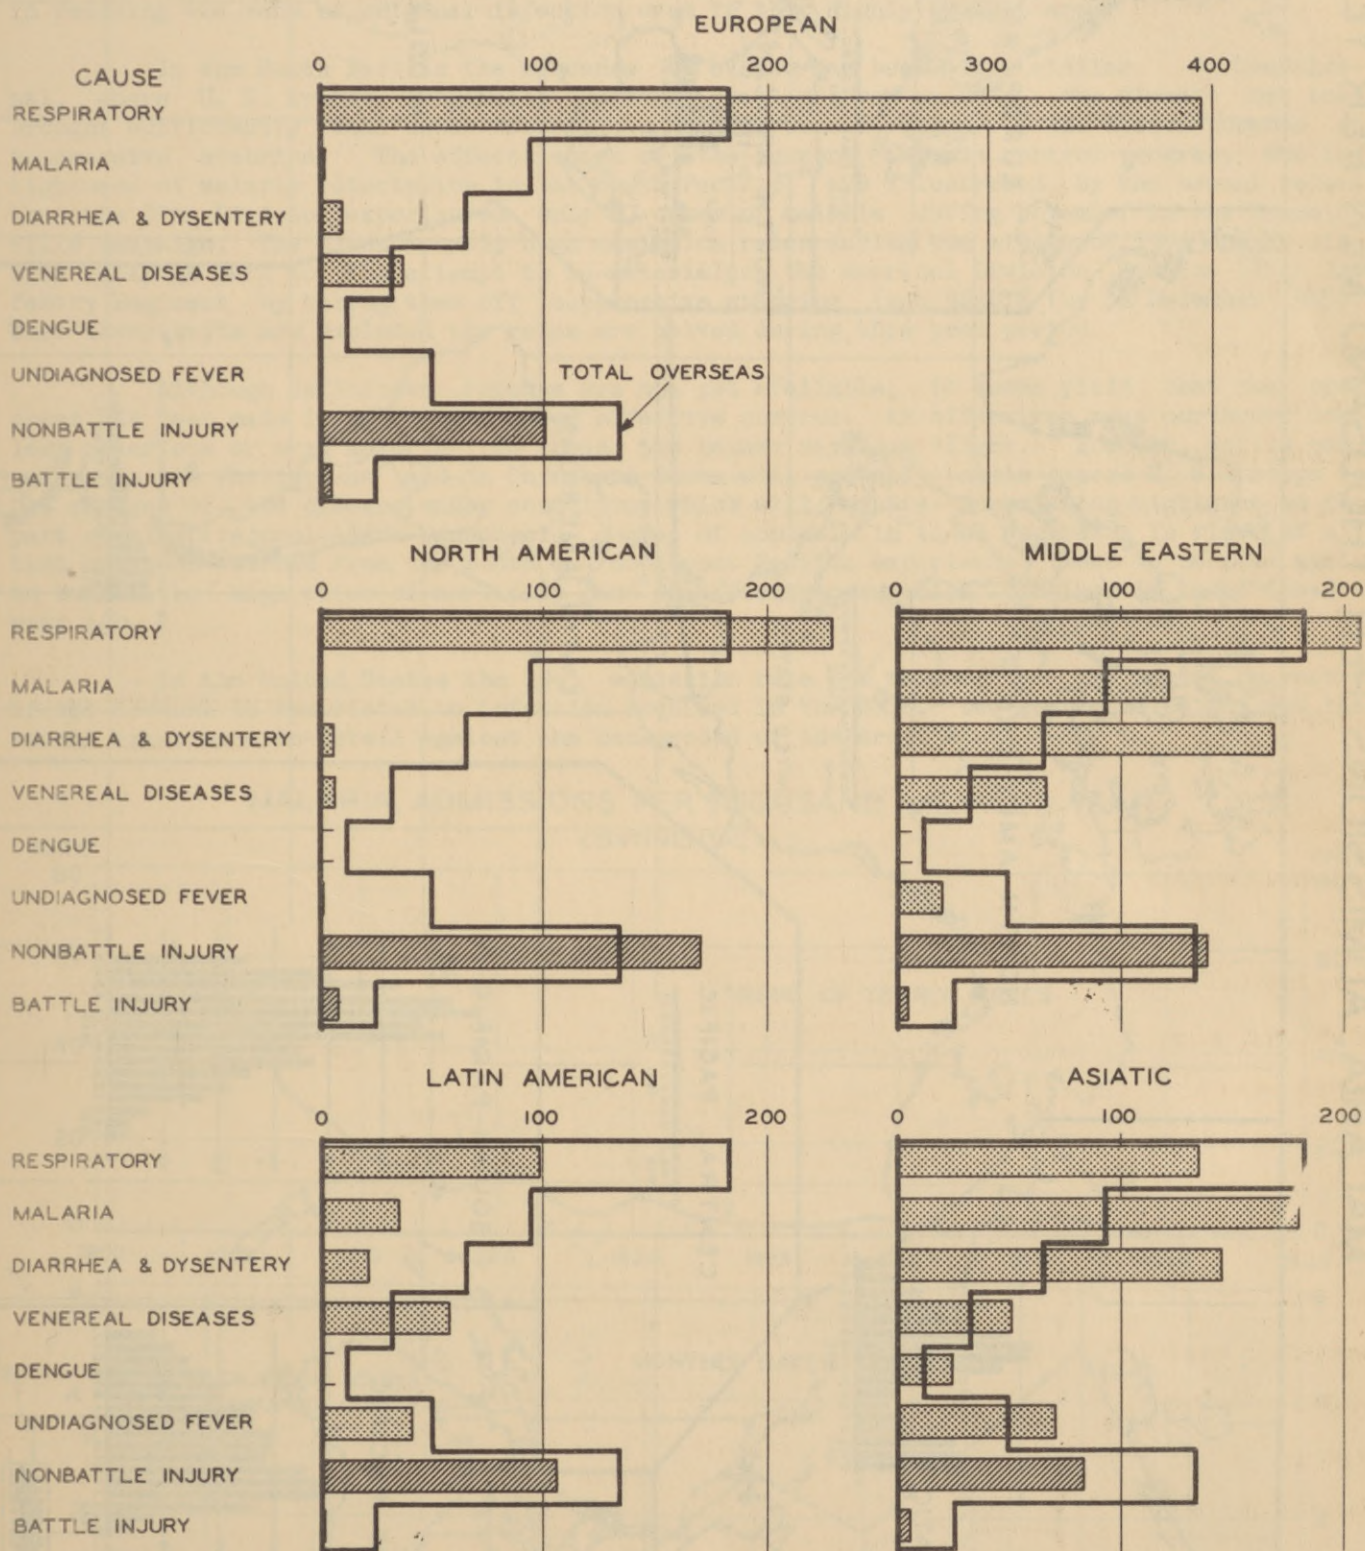 EUROPEAN
0 100 200 300 400
CAUSE
RESPIRATORY
MALARIA
DIARRHEA & DYSENTERY
VENEREAL DISEASES
DENGUE
UNDIAGNOSED FEVER
TOTAL OVERSEAS
NONBATTLE INJURY
BATTLE INJURY
NORTH AMERICAN
0 100 200
RESPIRATORY
MALARIA
DIARRHEA & DYSENTERY
VENEREAL DISEASES
DENGUE
UNDIAGNOSED FEVER
NONBATTLE INJURY
BATTLE INJURY
MIDDLE EASTERN
0 100 200
LATIN AMERICAN
0 100 200
RESPIRATORY
MALARIA
DIARRHEA & DYSENTERY
VENEREAL DISEASES
DENGUE
UNDIAGNOSED FEVER
NONBATTLE INJURY
BATTLE INJURY
ASIATIC
0 100 200